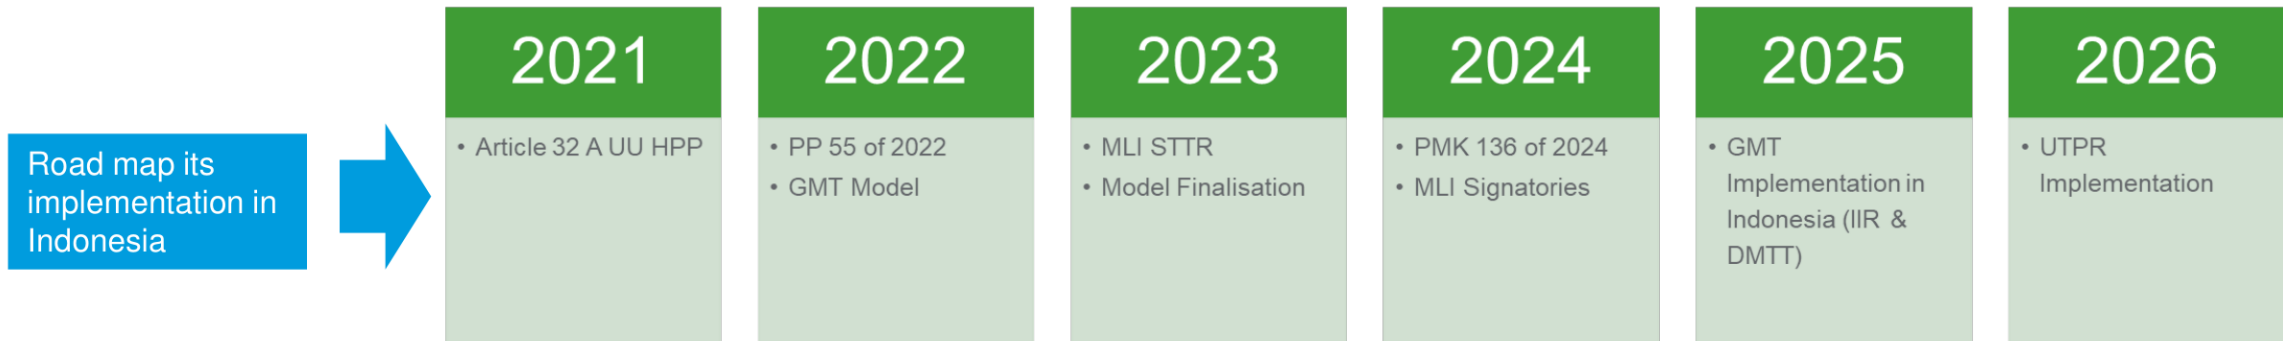 Road map its
implementation in
Indonesia
2021
• Article 32 A UU HPP
2022
• PP 55 of 2022
• GMT Model
2023
• MLI STTR
• Model Finalisation
2024
• PMK 136 of 2024
• MLI Signatories
2025
• GMT
Implementation in
Indonesia (IIR & 
DMTT)
2026
• UTPR
Implementation